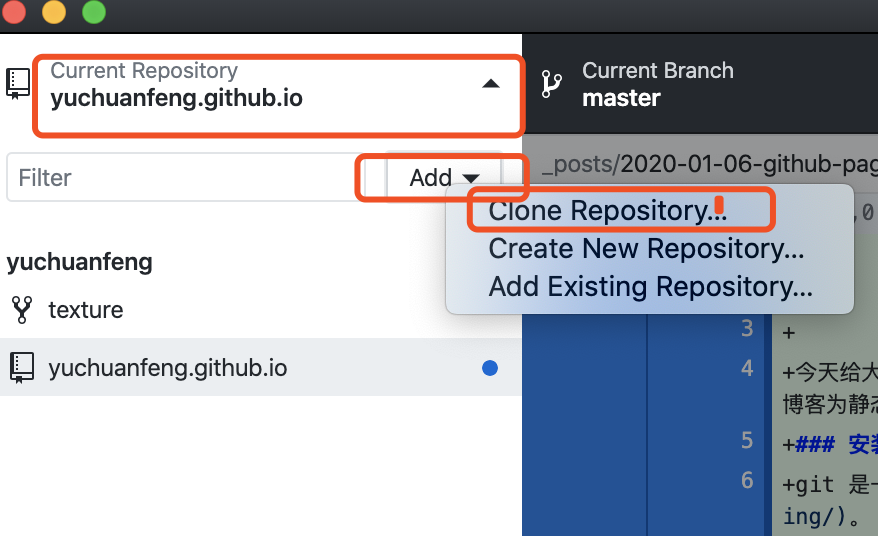 Current Repository
yuchuanfeng.github.io
Current Branch
master
Filter
Add
_posts/2020-01-06-github-pag
Clone Repository...
,0
Create New Repository...
Add Existing Repository...
yuchuanfeng
texture
yuchuanfeng.github.io
3 +
4 +今天给大
博客为静态
5 +### 安装
6 +git 是一
ing/)。